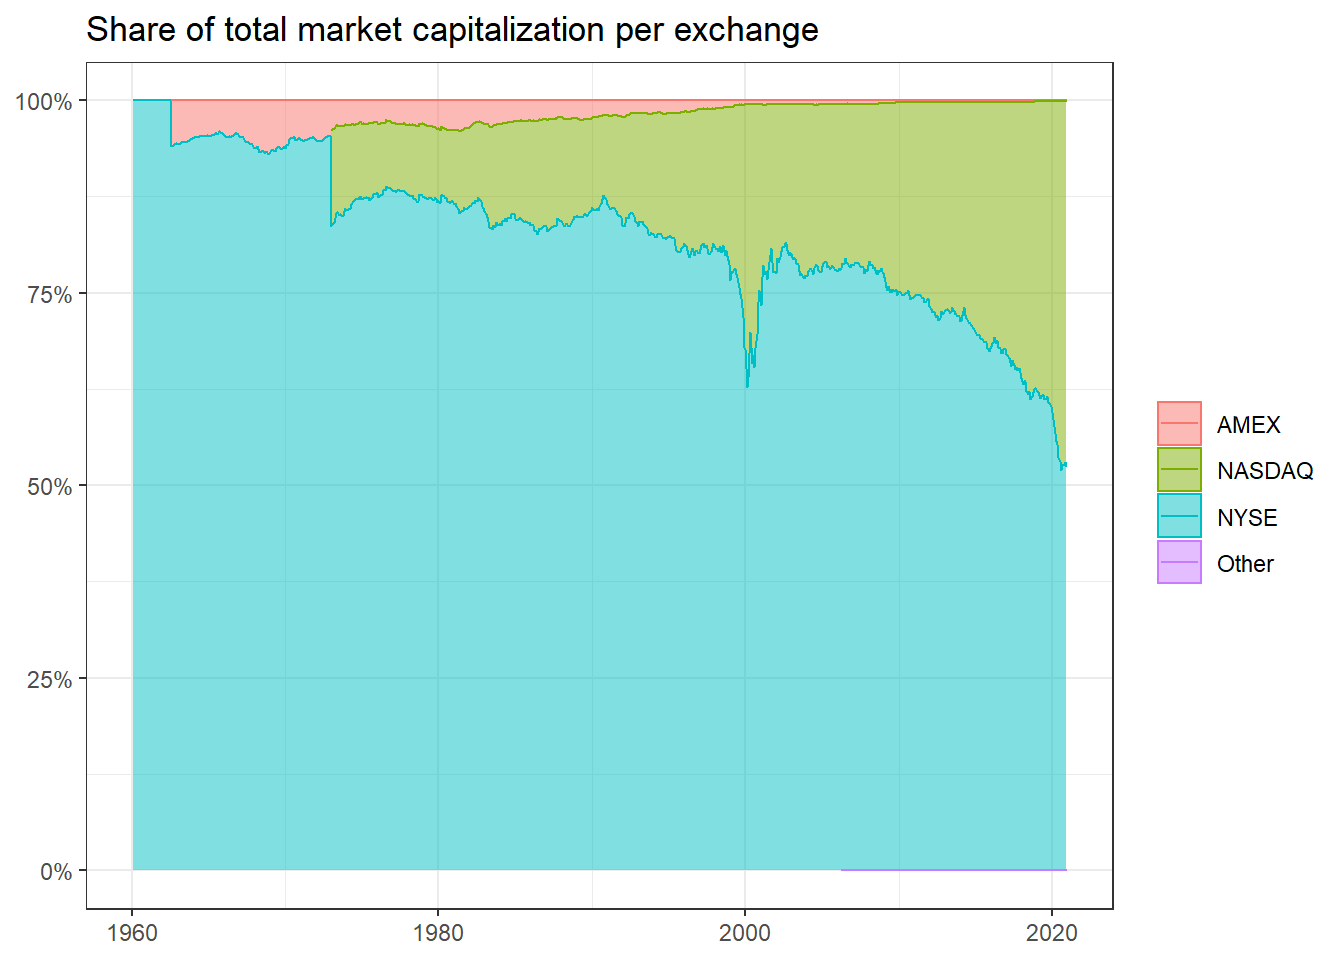 Share of total market capitalization per exchange
100%
75%
50%
25%
0%
1960
1980
2000
2020
AMEX
NASDAQ
NYSE
Other